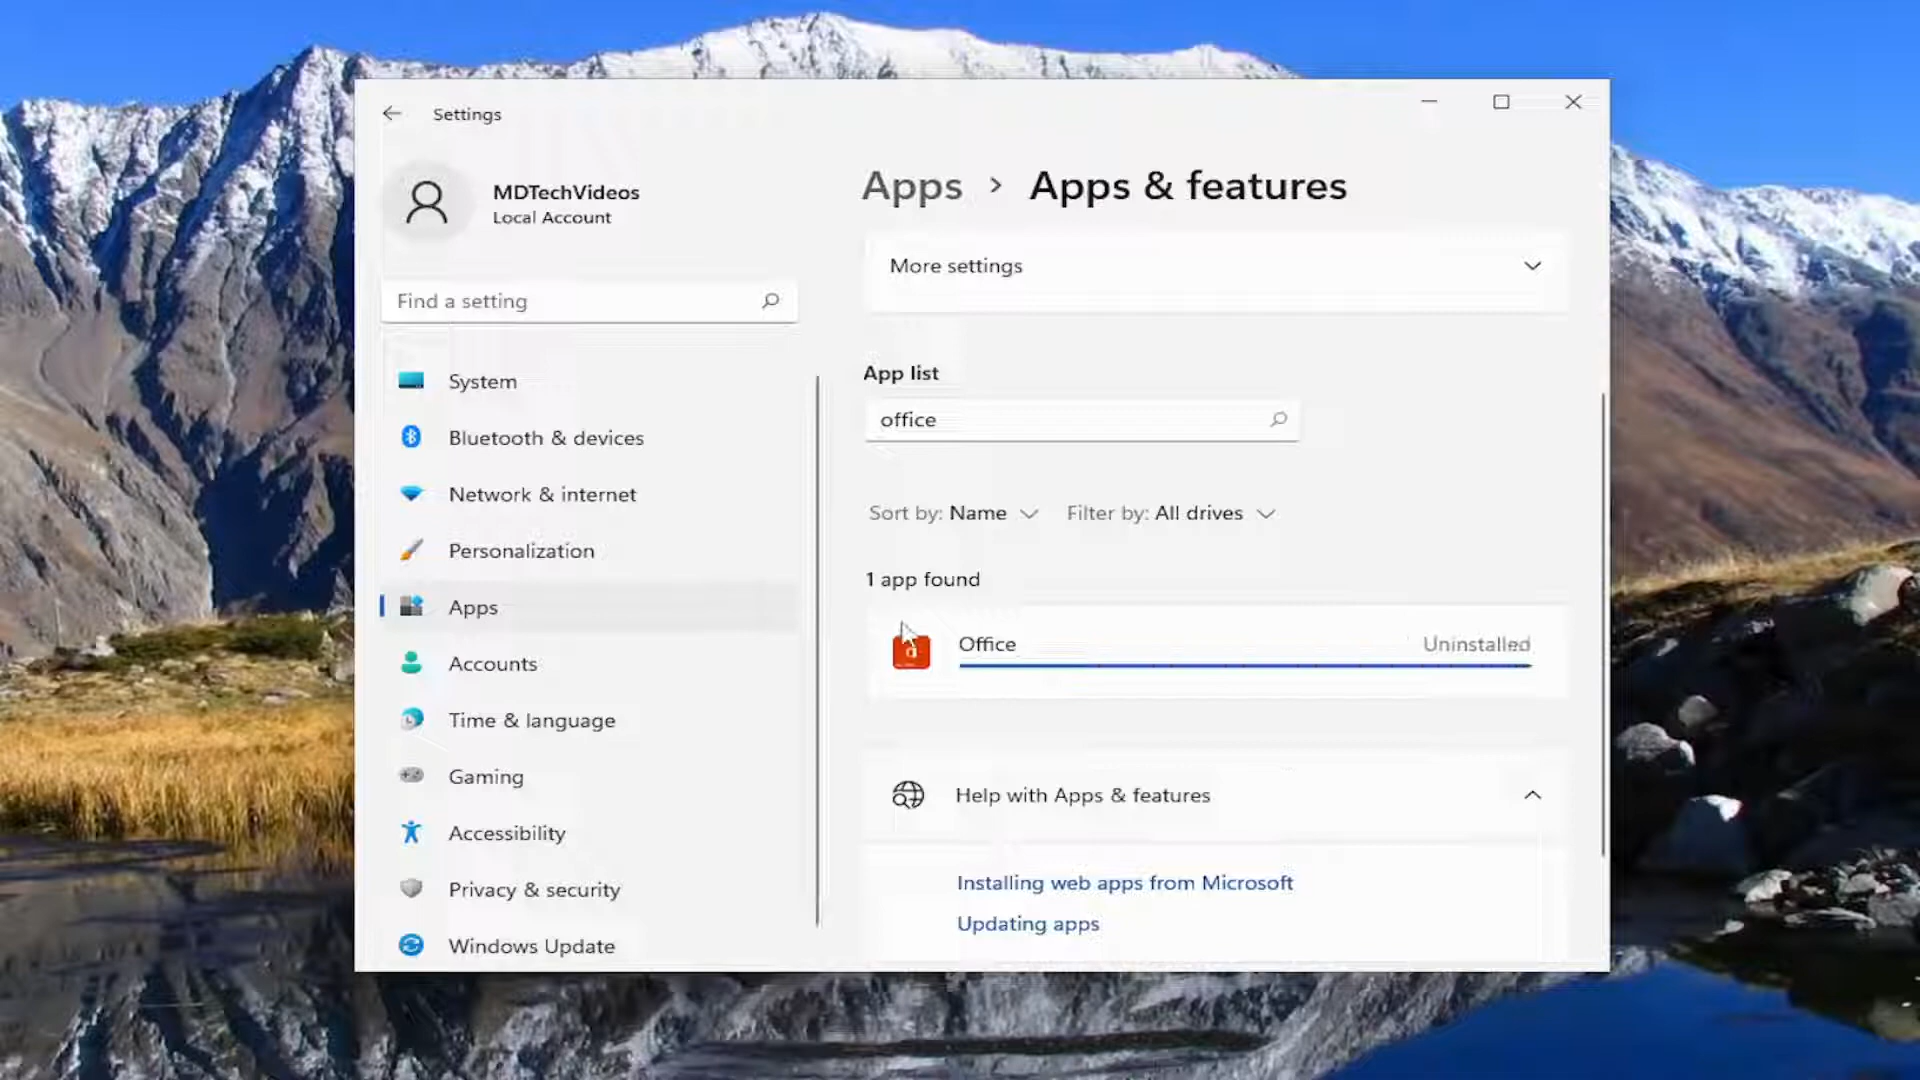 Settings
MDTechVideos
Local Account
Find a setting
System
Bluetooth & devices
Network & internet
Personalization
Apps
Accounts
Time & language
Gaming
Accessibility
Privacy & security
Windows Update
Apps > Apps & features
More settings
App list
office
Sort by: Name Filter by: All drives
1 app found
Office Uninstalled
Help with Apps & features
Installing web apps from Microsoft
Updating apps